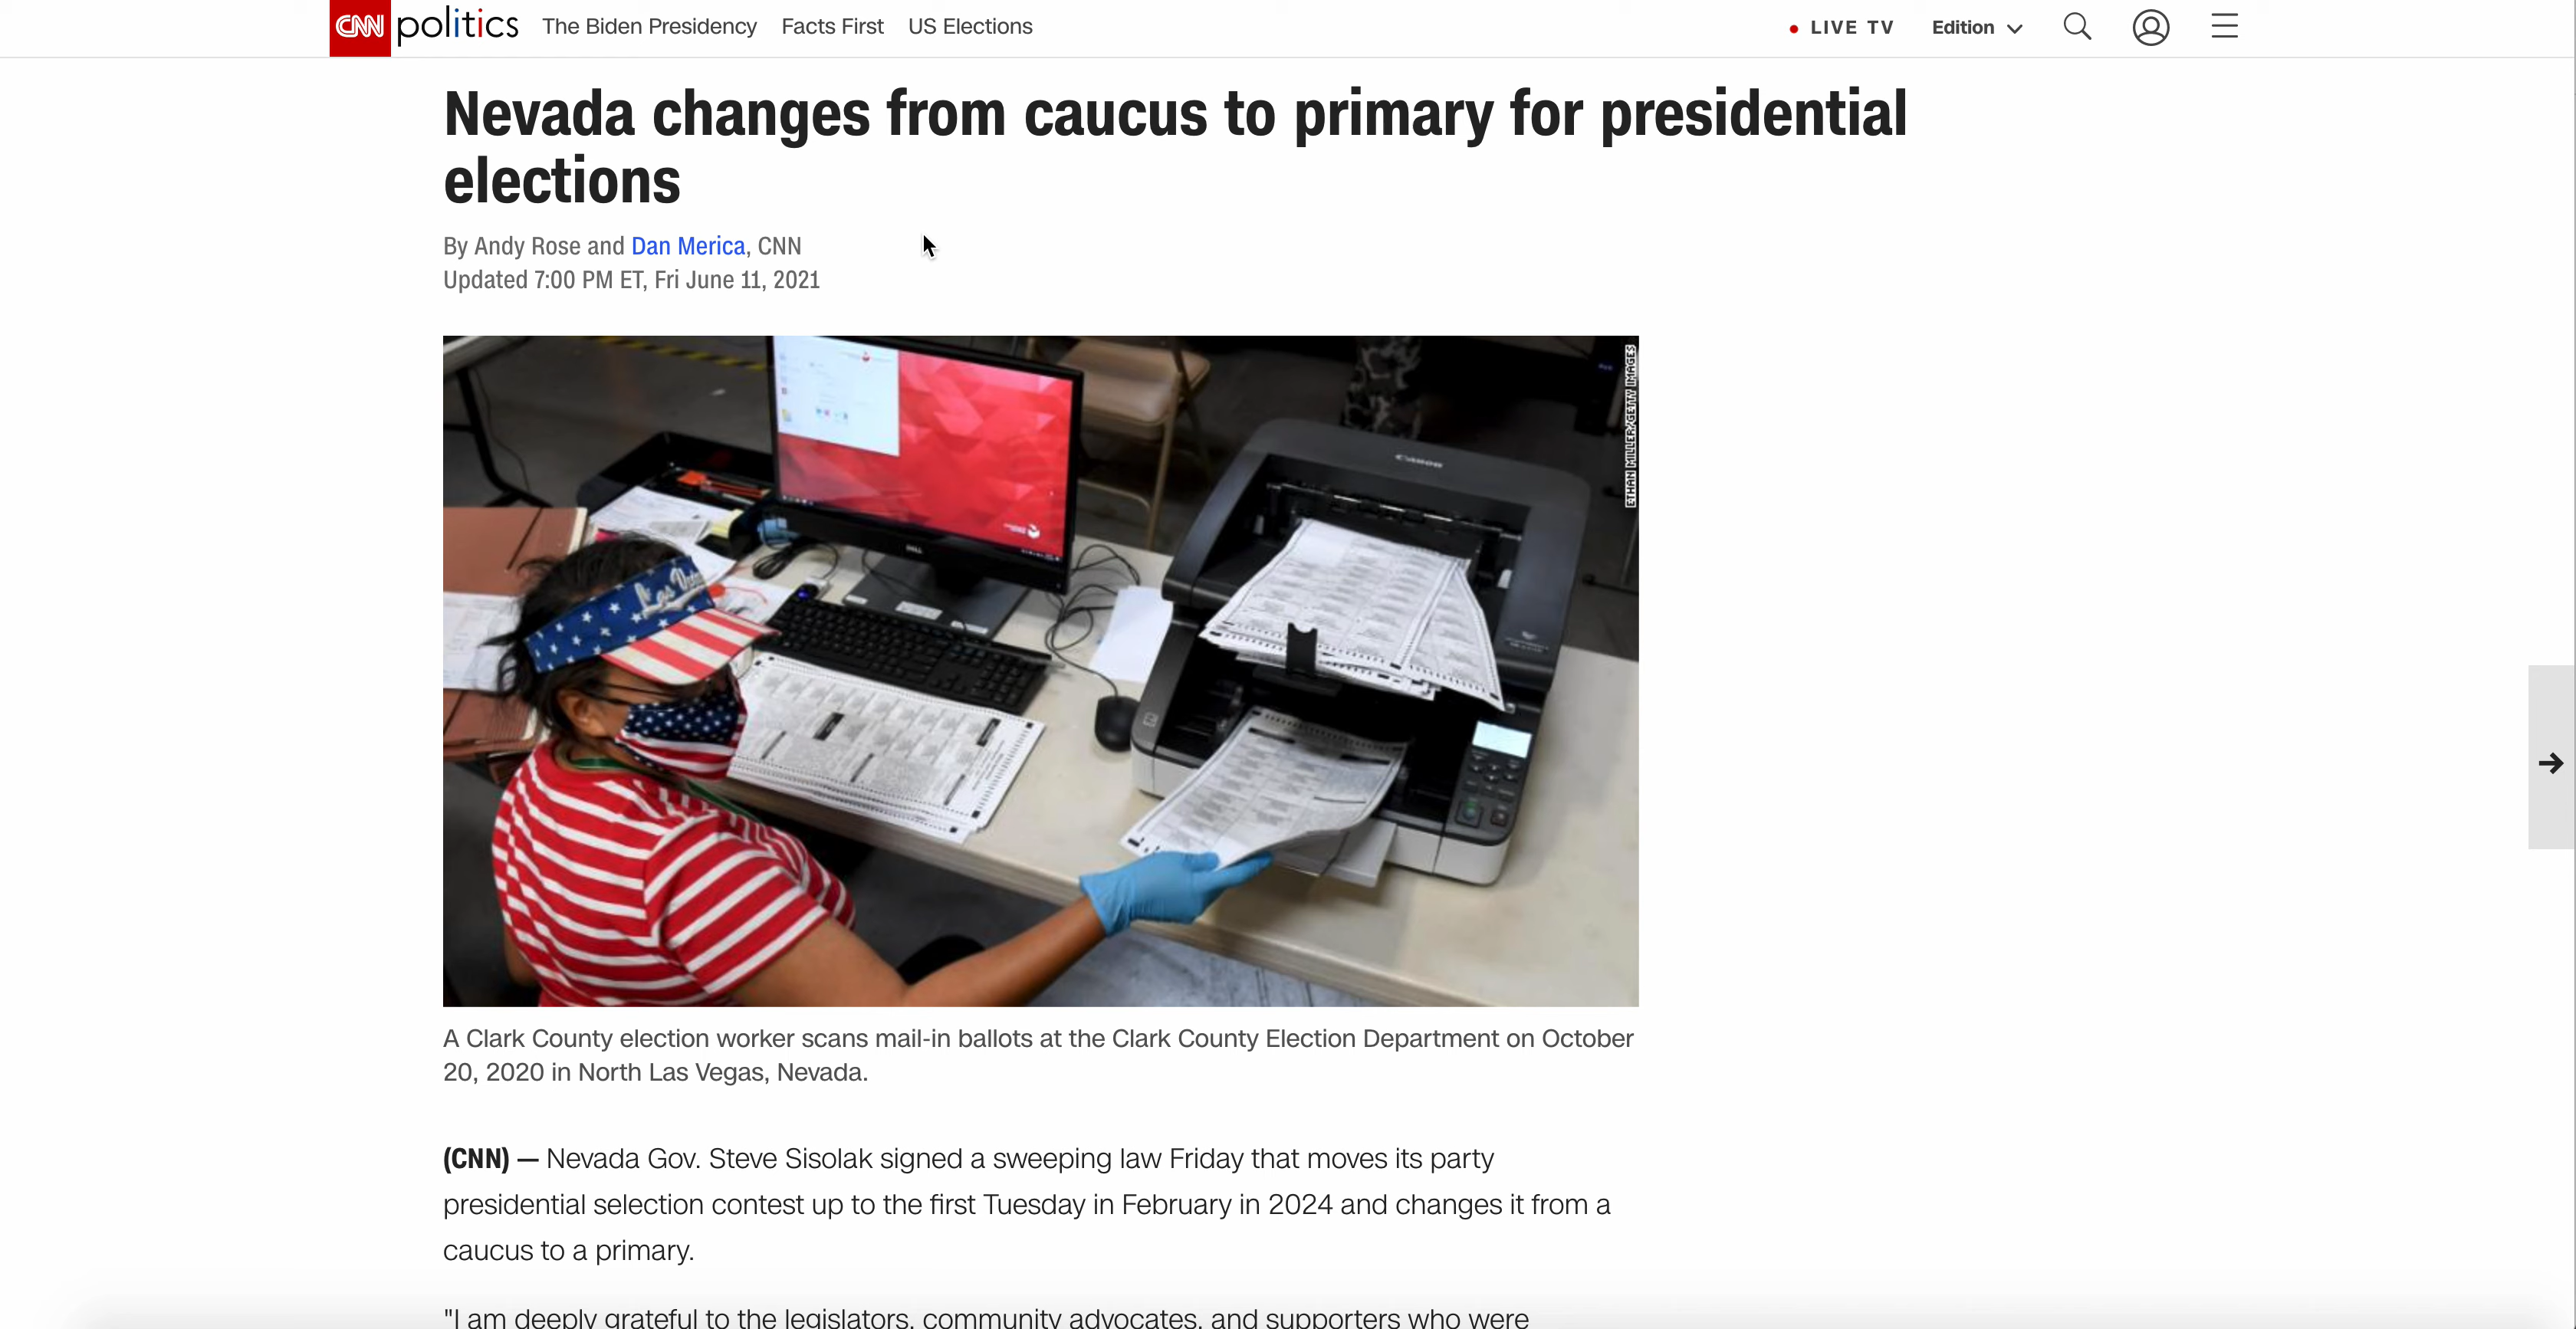 CNN politics The Biden Presidency Facts First US Elections LIVE TV Edition
Nevada changes from caucus to primary for presidential
elections
By Andy Rose and Dan Merica, CNN
Updated 7:00 PM ET, Fri June 11, 2021
ETHAN MILLER/GETTY IMAGES
Canon
DELL
Las Vegas
A Clark County election worker scans mail-in ballots at the Clark County Election Department on October
20, 2020 in North Las Vegas, Nevada.
(CNN) — Nevada Gov. Steve Sisolak signed a sweeping law Friday that moves its party
presidential selection contest up to the first Tuesday in February in 2024 and changes it from a
caucus to a primary.
"I am deeply grateful to the legislators, community advocates, and supporters who were